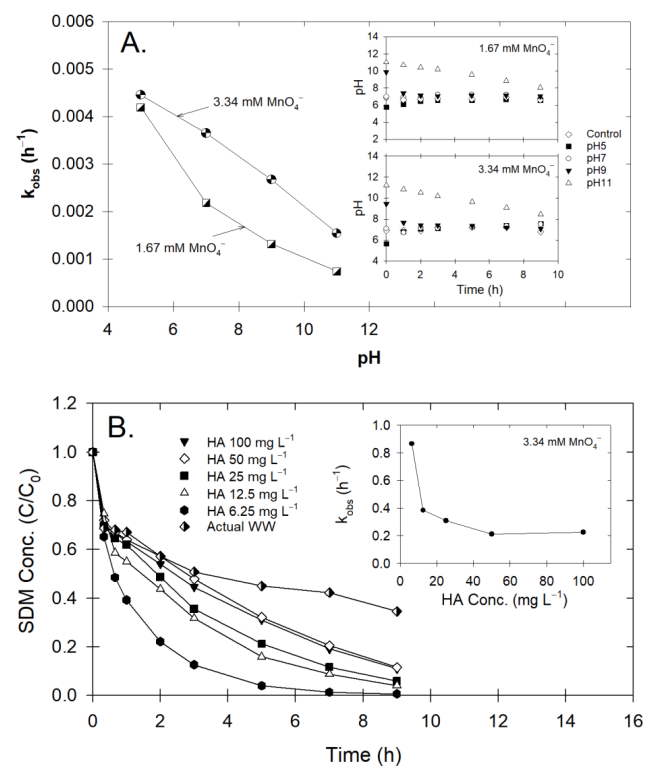 A.
0.006
0.005
0.004
0.003
0.002
0.001
0.000
k_obs (h⁻¹)
4
6
8
10
12
pH
3.34 mM MnO₄⁻
1.67 mM MnO₄⁻
14
12
10
8
6
4
2
pH
1.67 mM MnO₄⁻
14
12
10
8
6
4
pH
3.34 mM MnO₄⁻
0
2
4
6
8
10
Time (h)
Control
pH5
pH7
pH9
pH11
B.
1.2
1.0
0.8
0.6
0.4
0.2
0.0
SDM Conc. (C/C₀)
HA 100 mg L⁻¹
HA 50 mg L⁻¹
HA 25 mg L⁻¹
HA 12.5 mg L⁻¹
HA 6.25 mg L⁻¹
Actual WW
1.0
0.8
0.6
0.4
0.2
0.0
k_obs (h⁻¹)
3.34 mM MnO₄⁻
0
20
40
60
80
100
HA Conc. (mg L⁻¹)
0
2
4
6
8
10
12
14
16
Time (h)